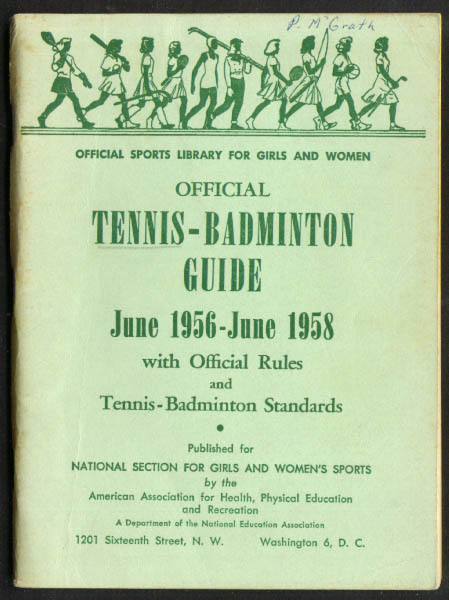 P. McGrath
OFFICIAL SPORTS LIBRARY FOR GIRLS AND WOMEN
OFFICIAL
TENNIS-BADMINTON
GUIDE
June 1956-June 1958
with Official Rules
and
Tennis-Badminton Standards
•
Published for
NATIONAL SECTION FOR GIRLS AND WOMEN'S SPORTS
by the
American Association for Health, Physical Education
and Recreation
A Department of the National Education Association
1201 Sixteenth Street, N. W. Washington 6, D. C.